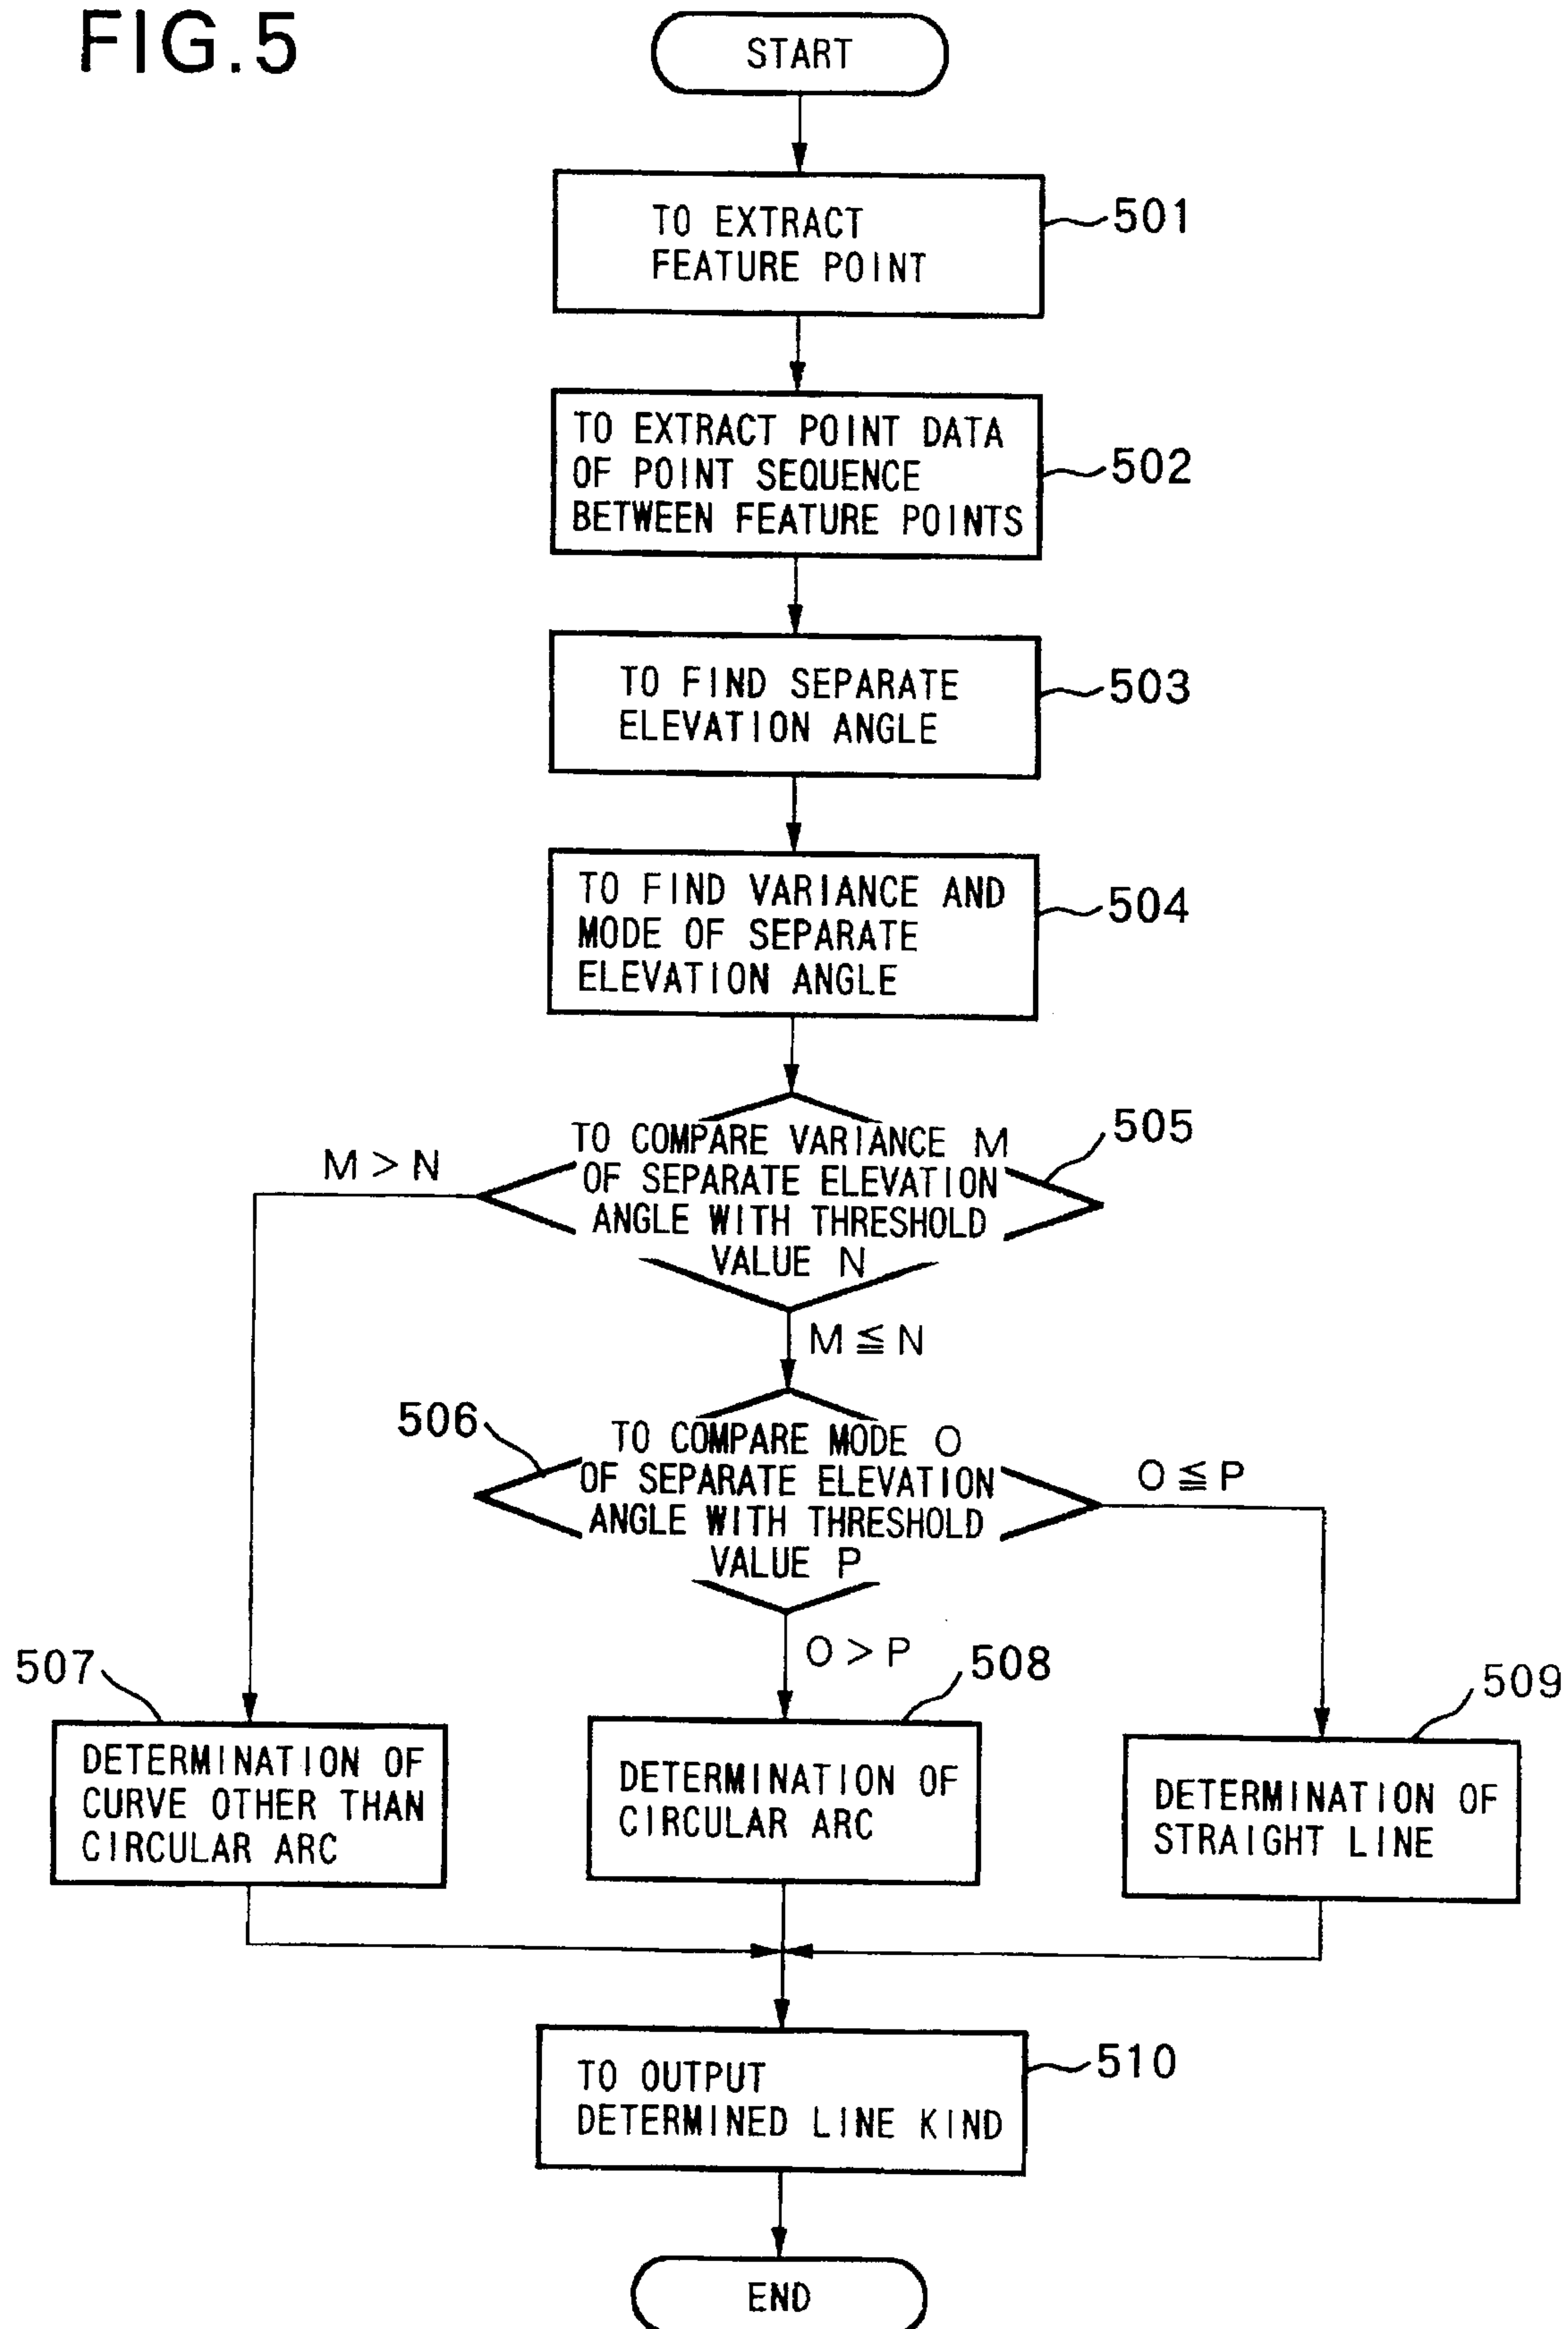 FIG.5
START
TO EXTRACT
FEATURE POINT
501
TO EXTRACT POINT DATA
OF POINT SEQUENCE
BETWEEN FEATURE POINTS
502
TO FIND SEPARATE
ELEVATION ANGLE
503
TO FIND VARIANCE AND
MODE OF SEPARATE
ELEVATION ANGLE
504
TO COMPARE VARIANCE M
OF SEPARATE ELEVATION
ANGLE WITH THRESHOLD
VALUE N
505
M > N
M ≦ N
506
TO COMPARE MODE O
OF SEPARATE ELEVATION
ANGLE WITH THRESHOLD
VALUE P
O ≦ P
O > P
507
DETERMINATION OF
CURVE OTHER THAN
CIRCULAR ARC
508
DETERMINATION OF
CIRCULAR ARC
509
DETERMINATION OF
STRAIGHT LINE
TO OUTPUT
DETERMINED LINE KIND
510
END